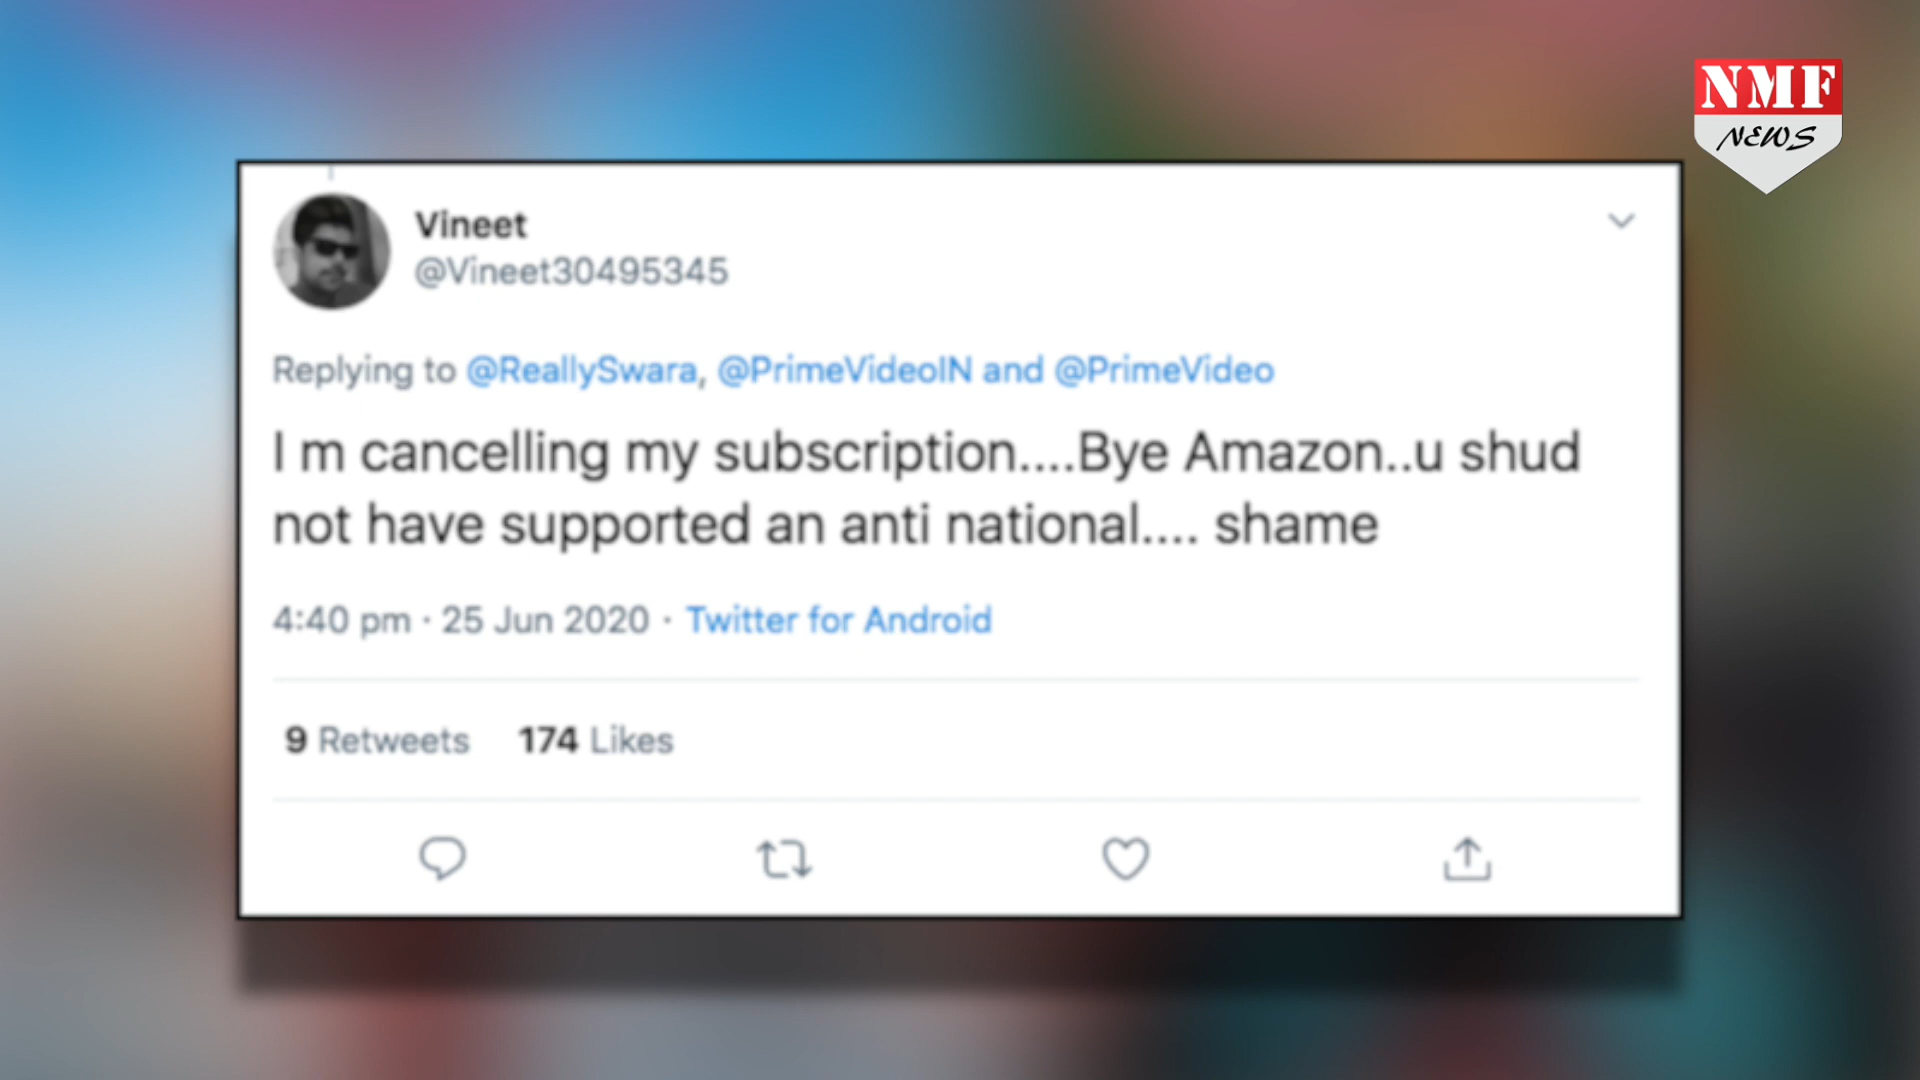 NMF
NEWS
Vineet
@Vineet30495345
Replying to @ReallySwara, @PrimeVideoIN and @PrimeVideo
I m cancelling my subscription....Bye Amazon..u shud
not have supported an anti national.... shame
4:40 pm · 25 Jun 2020 · Twitter for Android
9 Retweets 174 Likes